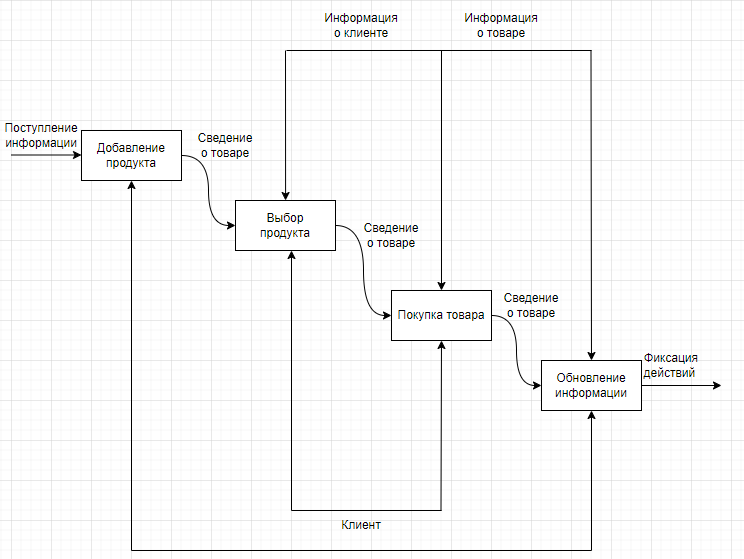 Информация
о клиенте
Информация
о товаре
Поступление
информации
Добавление
продукта
Сведение
о товаре
Выбор
продукта
Сведение
о товаре
Покупка товара
Сведение
о товаре
Обновление
информации
Фиксация
действий
Клиент